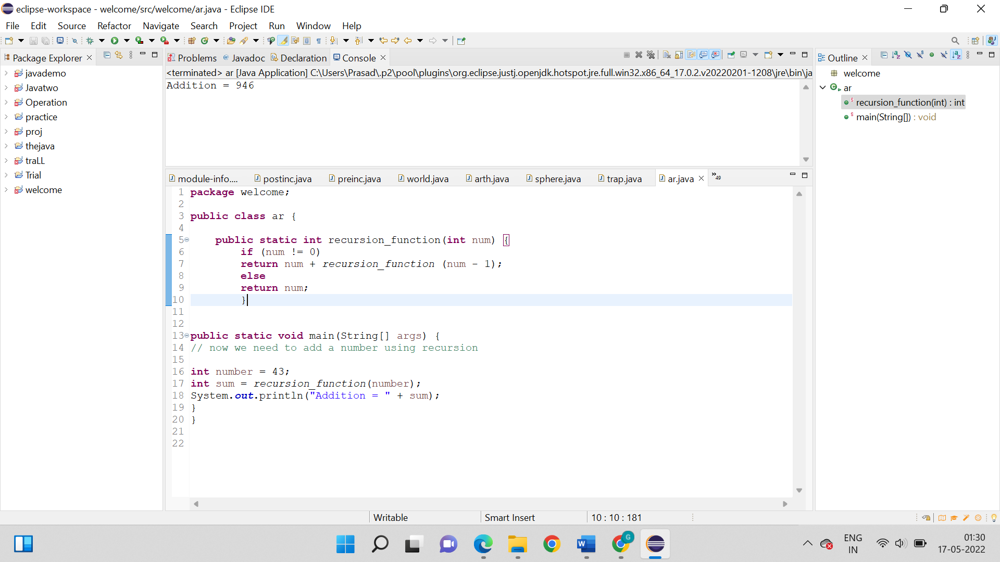 eclipse-workspace - welcome/src/welcome/ar.java - Eclipse IDE
File Edit Source Refactor Navigate Search Project Run Window Help
Package Explorer
javademo
Javatwo
Operation
practice
proj
thejava
traLL
Trial
welcome
Problems @ Javadoc Declaration Console
<terminated> ar [Java Application] C:\Users\Prasad\.p2\pool\plugins\org.eclipse.justj.openjdk.hotspot.jre.full.win32.x86_64_17.0.2.v20220201-1208\jre\bin\ja
Addition = 946
module-info.... postinc.java preinc.java world.java arth.java sphere.java trap.java ar.java »49
1 package welcome;
2
3 public class ar {
4
5 public static int recursion_function(int num) {
6 if (num != 0)
7 return num + recursion_function (num - 1);
8 else
9 return num;
10 }
11
12
13 public static void main(String[] args) {
14 // now we need to add a number using recursion
15
16 int number = 43;
17 int sum = recursion_function(number);
18 System.out.println("Addition = " + sum);
19 }
20 }
21
22
Outline
welcome
ar
recursion_function(int) : int
main(String[]) : void
Writable Smart Insert 10 : 10 : 181
ENG
IN
01:30
17-05-2022